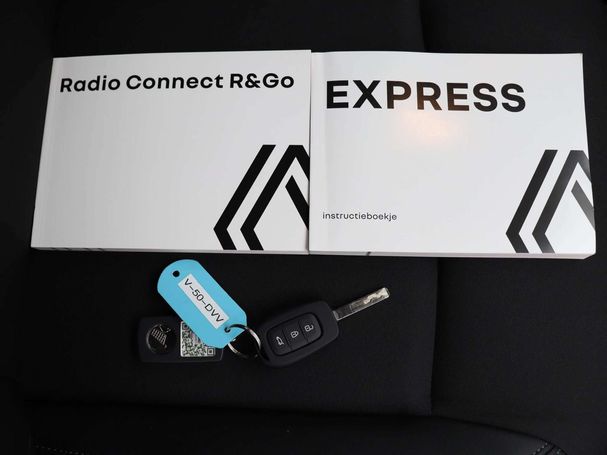 Radio Connect R&Go
EXPRESS
instructieboekje
V-50-DVV